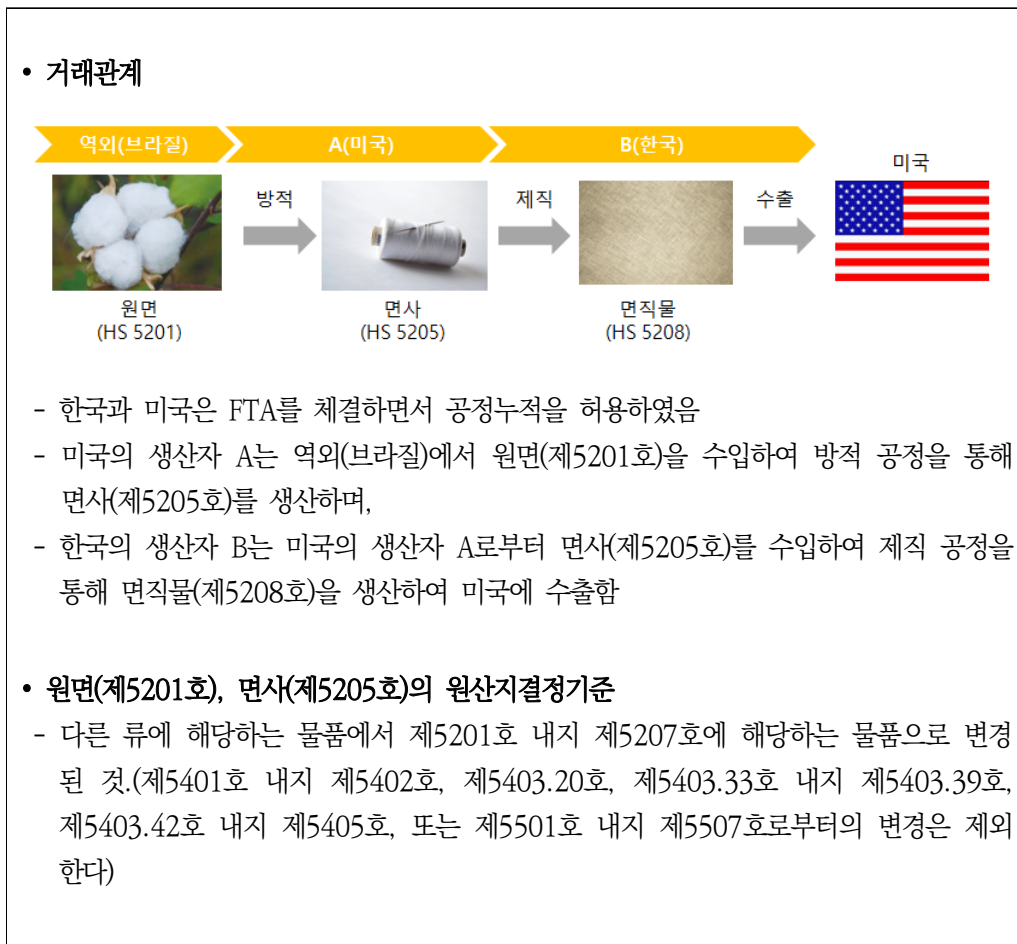 • 거래관계
역외(브라질) A(미국) B(한국)
미국
방적 제직 수출
원면 면사 면직물
(HS 5201) (HS 5205) (HS 5208)
- 한국과 미국은 FTA를 체결하면서 공정누적을 허용하였음
- 미국의 생산자 A는 역외(브라질)에서 원면(제5201호)을 수입하여 방적 공정을 통해
면사(제5205호)를 생산하며,
- 한국의 생산자 B는 미국의 생산자 A로부터 면사(제5205호)를 수입하여 제직 공정을
통해 면직물(제5208호)을 생산하여 미국에 수출함
• 원면(제5201호), 면사(제5205호)의 원산지결정기준
- 다른 류에 해당하는 물품에서 제5201호 내지 제5207호에 해당하는 물품으로 변경
된 것.(제5401호 내지 제5402호, 제5403.20호, 제5403.33호 내지 제5403.39호,
제5403.42호 내지 제5405호, 또는 제5501호 내지 제5507호로부터의 변경은 제외
한다)